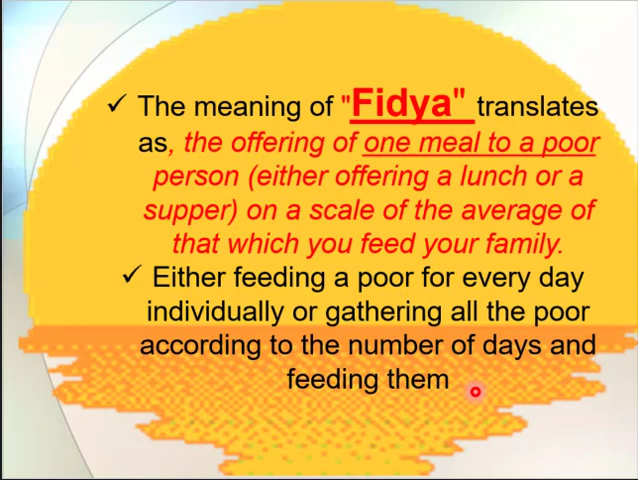 ✓ The meaning of "Fidya" translates
as, the offering of one meal to a poor
person (either offering a lunch or a
supper) on a scale of the average of
that which you feed your family.
✓ Either feeding a poor for every day
individually or gathering all the poor
according to the number of days and
feeding them